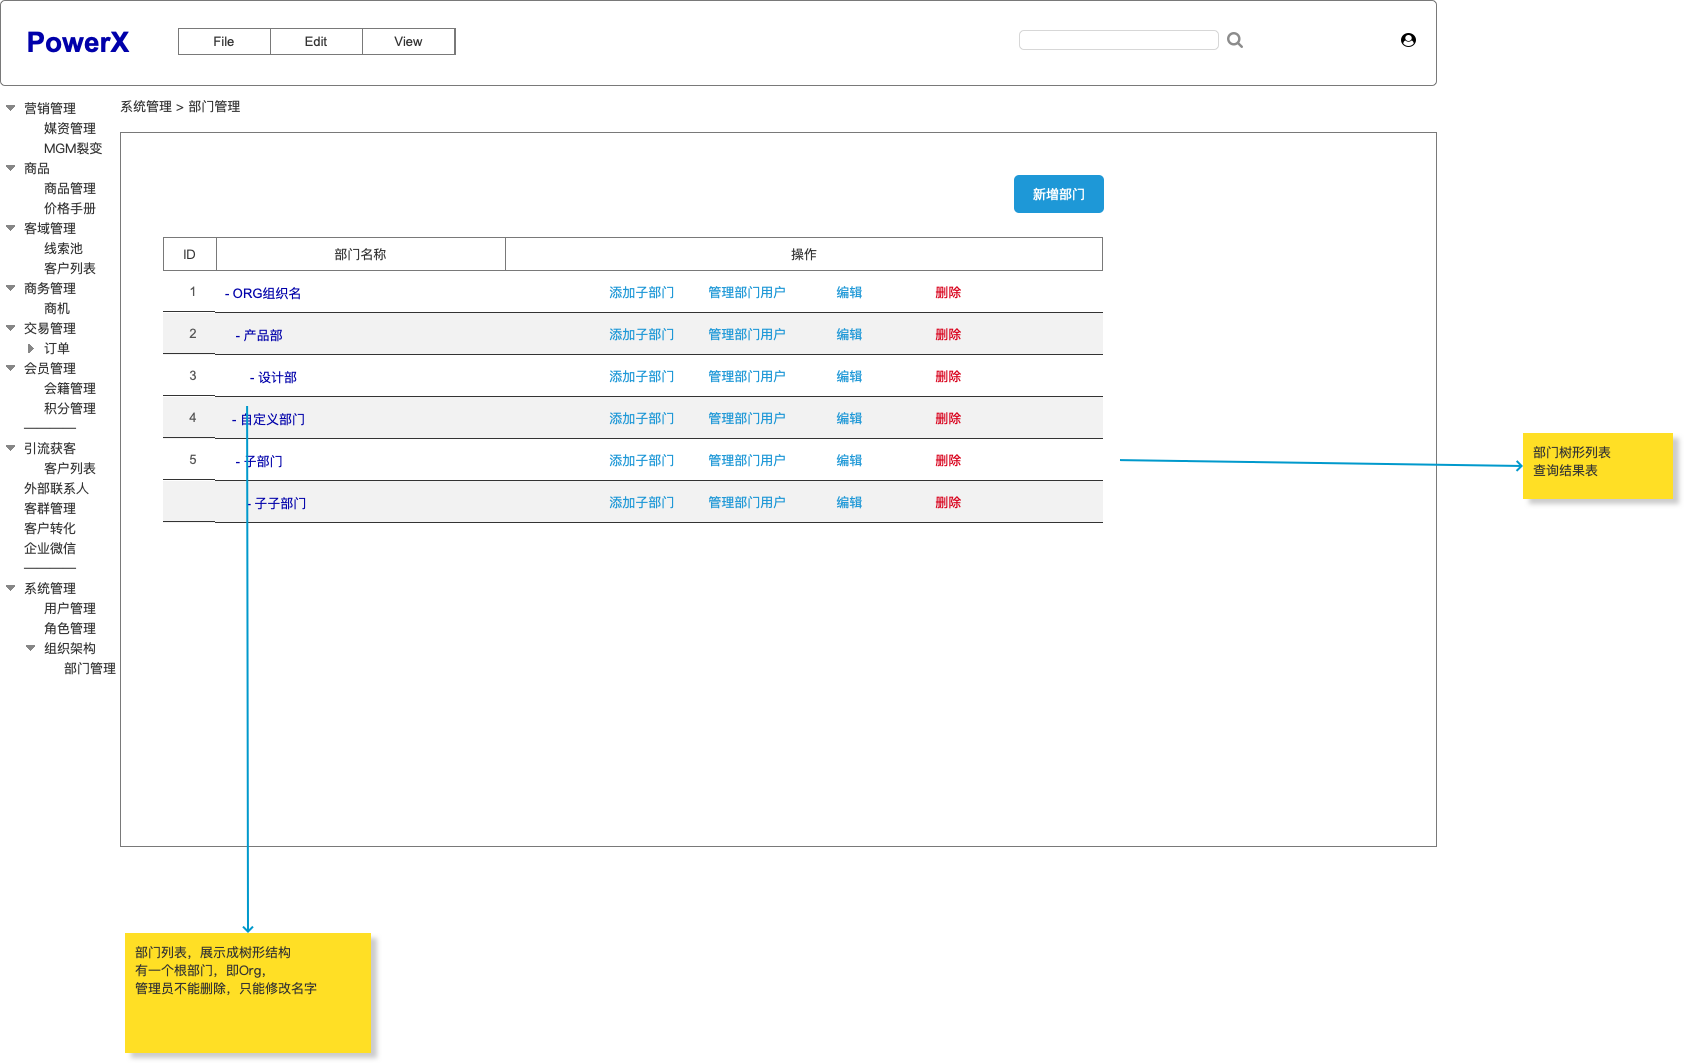 PowerX
File
Edit
View
营销管理
媒资管理
MGM裂变
商品
商品管理
价格手册
客域管理
线索池
客户列表
商务管理
商机
交易管理
订单
会员管理
会籍管理
积分管理
引流获客
客户列表
外部联系人
客群管理
客户转化
企业微信
系统管理
用户管理
角色管理
组织架构
部门管理
系统管理 > 部门管理
新增部门
ID 部门名称 操作
1 - ORG组织名 添加子部门 管理部门用户 编辑 删除
2 - 产品部 添加子部门 管理部门用户 编辑 删除
3 - 设计部 添加子部门 管理部门用户 编辑 删除
4 - 自定义部门 添加子部门 管理部门用户 编辑 删除
5 - 子部门 添加子部门 管理部门用户 编辑 删除
- 子子部门 添加子部门 管理部门用户 编辑 删除
部门树形列表
查询结果表
部门列表，展示成树形结构
有一个根部门，即Org，
管理员不能删除，只能修改名字